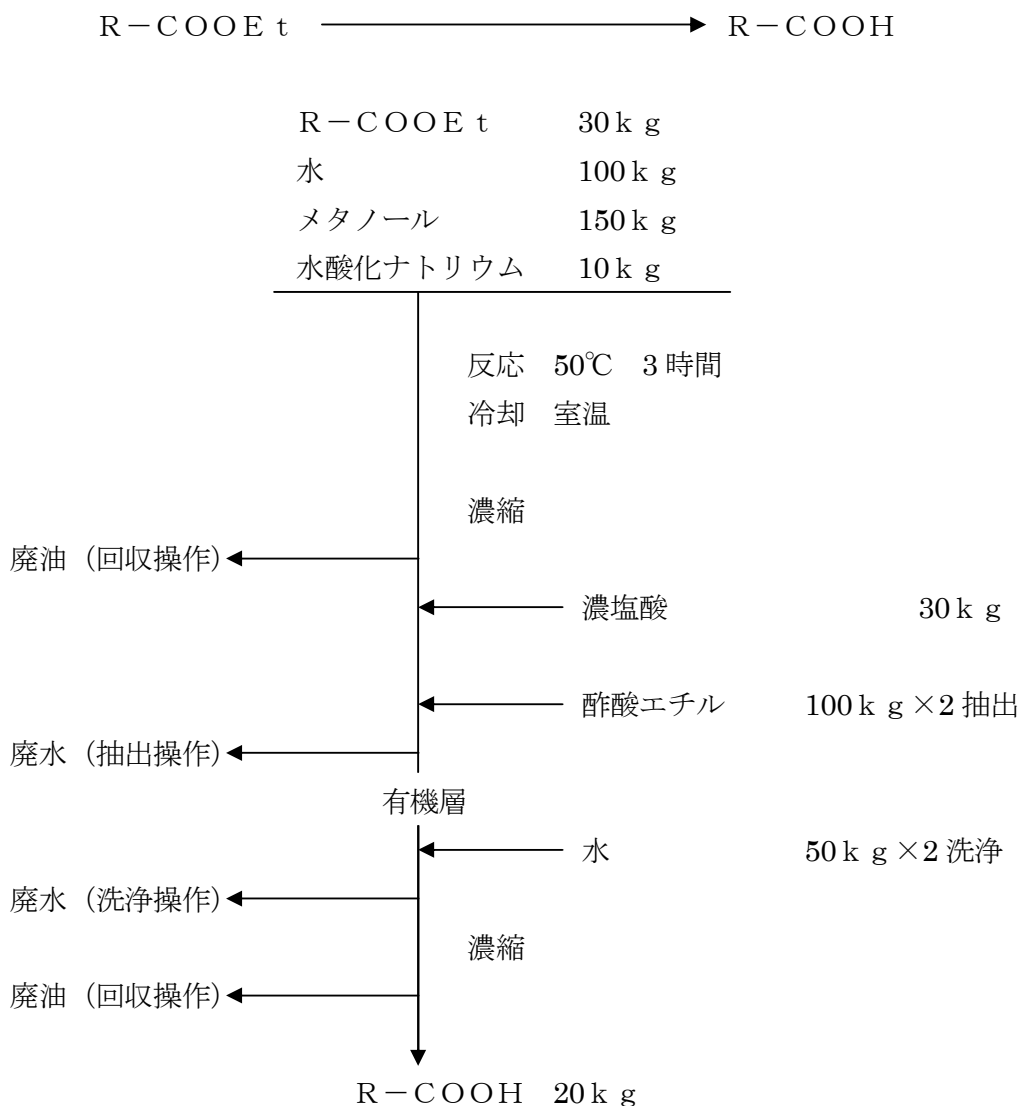 R-COOEt R-COOH
R-COOEt 30kg
水 100kg
メタノール 150kg
水酸化ナトリウム 10kg
反応 50℃ 3時間
冷却 室温
濃縮
廃油(回収操作)
濃塩酸 30kg
酢酸エチル 100kg×2抽出
廃水(抽出操作)
有機層
水 50kg×2洗浄
廃水(洗浄操作)
濃縮
廃油(回収操作)
R-COOH 20kg